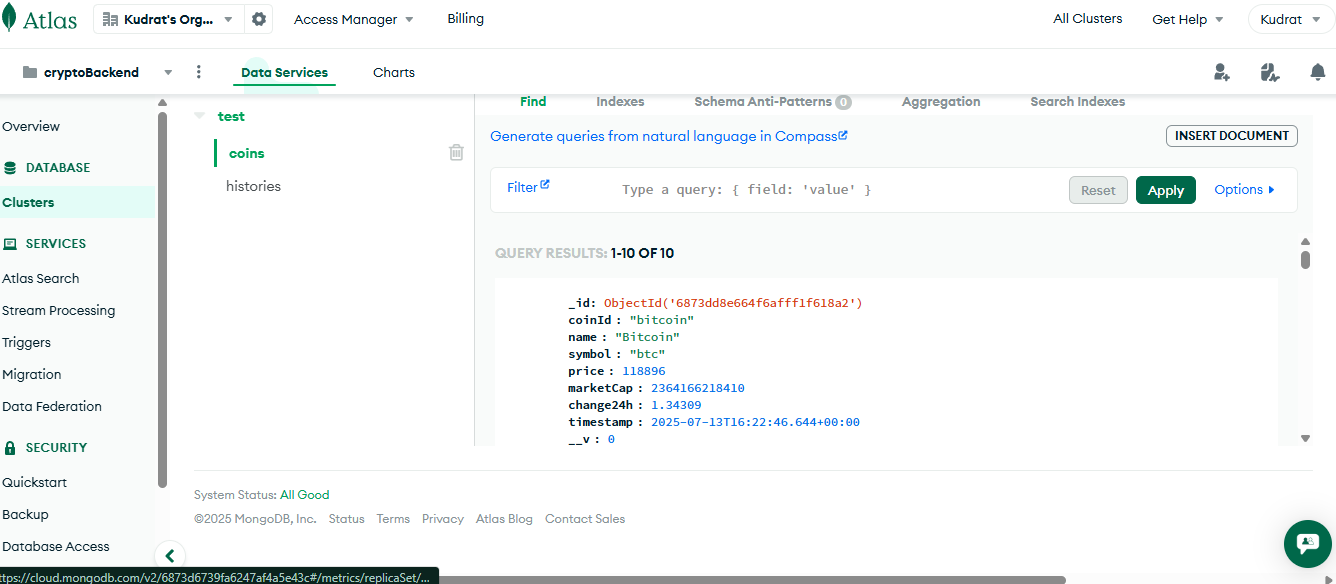 Atlas
Kudrat's Org...
Access Manager
Billing
All Clusters
Get Help
Kudrat
cryptoBackend
Data Services
Charts
Overview
DATABASE
Clusters
SERVICES
Atlas Search
Stream Processing
Triggers
Migration
Data Federation
SECURITY
Quickstart
Backup
Database Access
test
coins
histories
Find
Indexes
Schema Anti-Patterns 0
Aggregation
Search Indexes
Generate queries from natural language in Compass
INSERT DOCUMENT
Filter
Type a query: { field: 'value' }
Reset
Apply
Options
QUERY RESULTS: 1-10 OF 10
_id: ObjectId('6873dd8e664f6afff1f618a2')
coinId : "bitcoin"
name : "Bitcoin"
symbol : "btc"
price : 118896
marketCap : 2364166218410
change24h : 1.34309
timestamp : 2025-07-13T16:22:46.644+00:00
__v : 0
System Status: All Good
©2025 MongoDB, Inc. Status Terms Privacy Atlas Blog Contact Sales
ttps://cloud.mongodb.com/v2/6873d6739fa6247af4a5e43c#/metrics/replicaSet/...